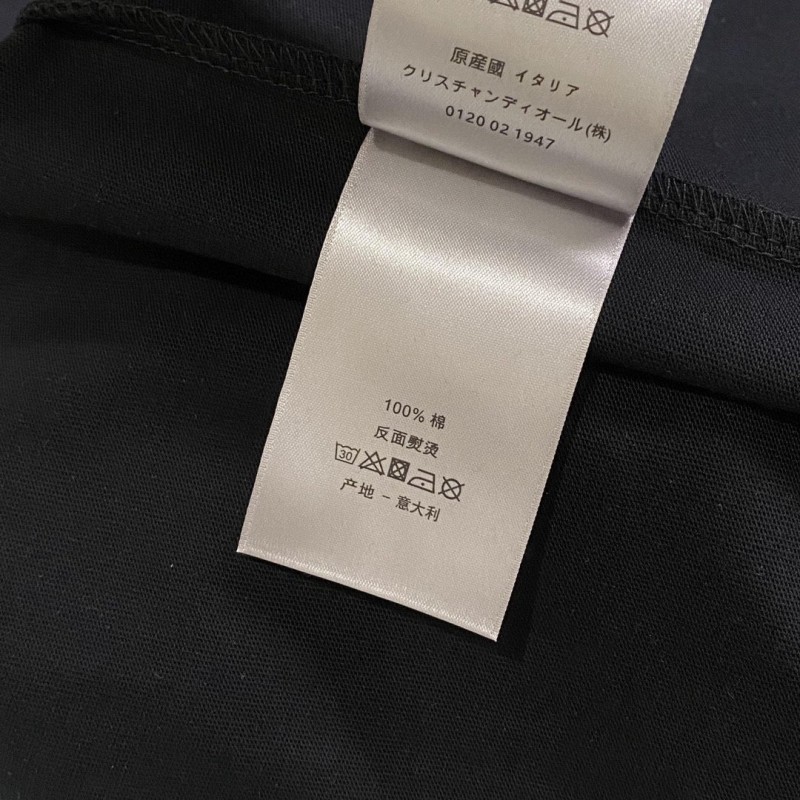 原産國 イタリア
クリスチャンディオール(株)
0120 02 1947
100% 棉
反面熨烫
30
产地 - 意大利